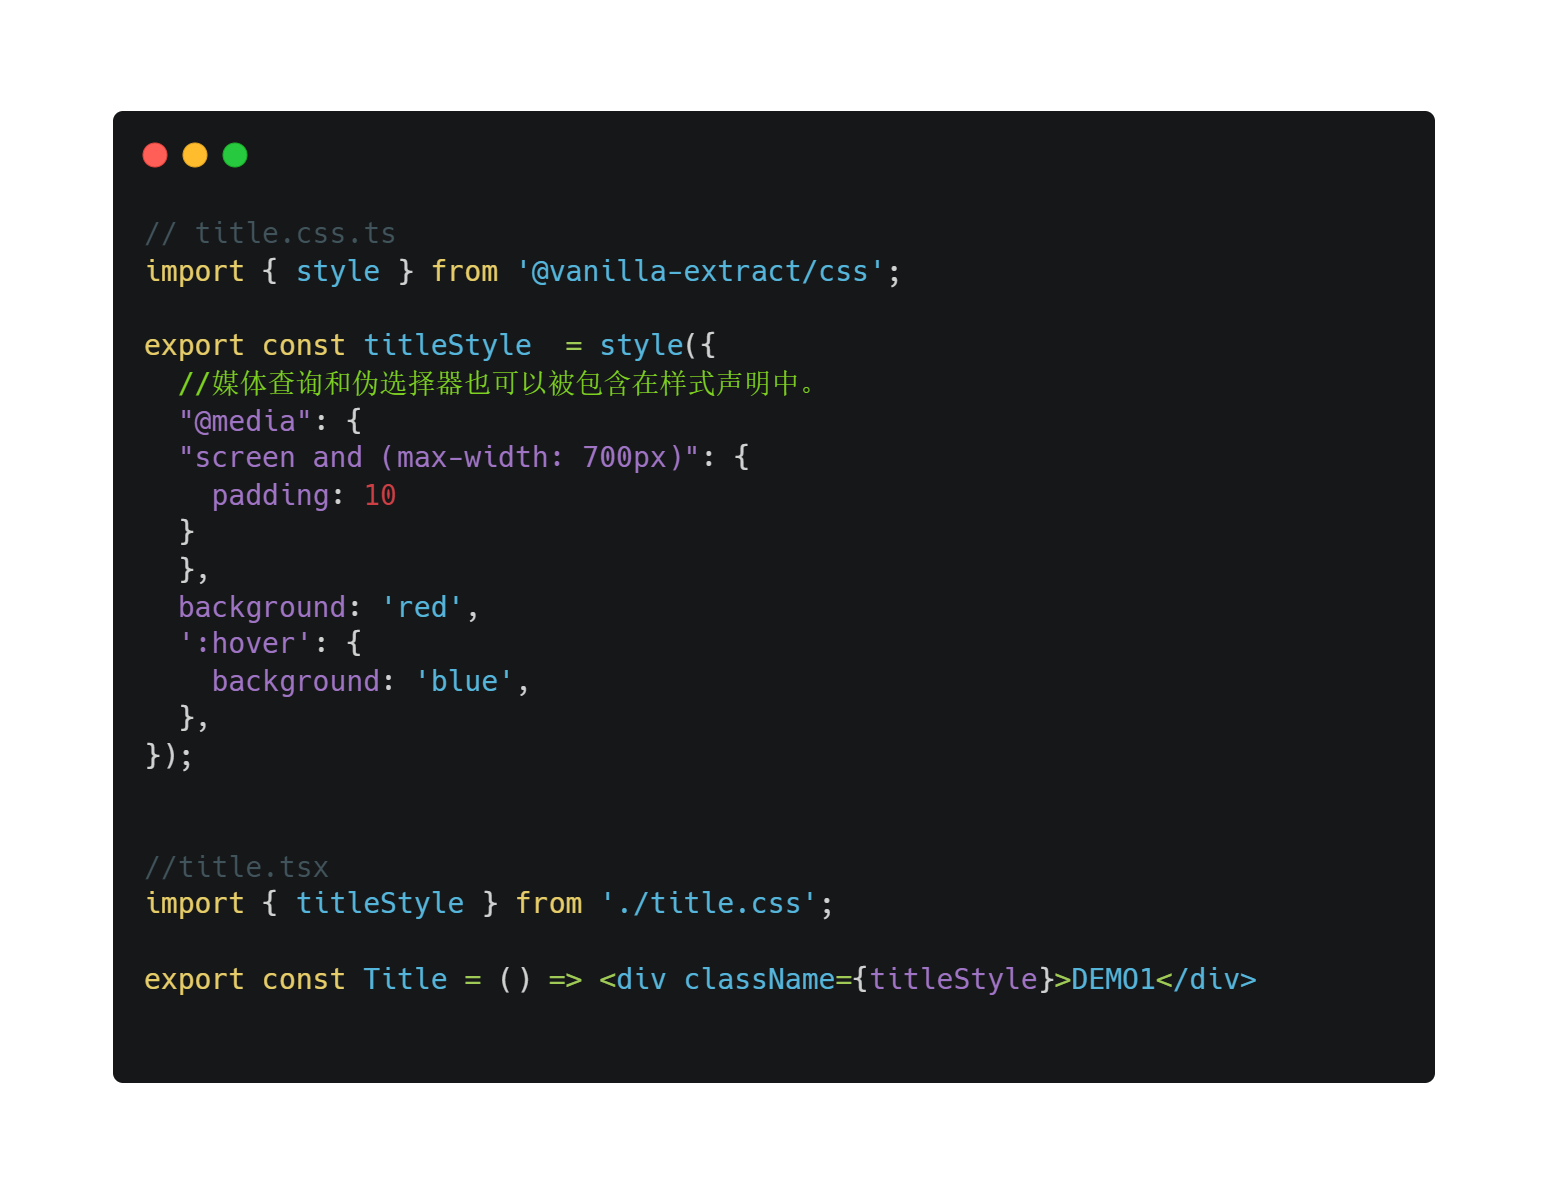 // title.css.ts
import { style } from '@vanilla-extract/css';
export const titleStyle  = style({
  //媒体查询和伪选择器也可以被包含在样式声明中。
  "@media": {
  "screen and (max-width: 700px)": {
    padding: 10
  }
  },
  background: 'red',
  ':hover': {
    background: 'blue',
  },
});
//title.tsx
import { titleStyle } from './title.css';
export const Title = () => <div className={titleStyle}>DEMO1</div>